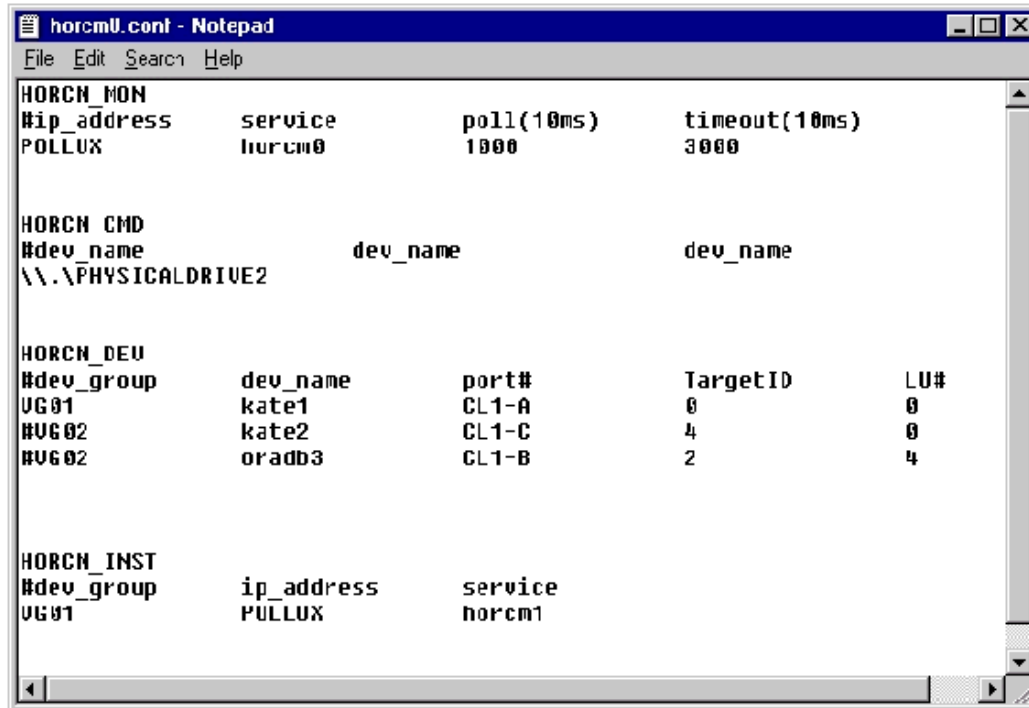 horcm0.conf - Notepad
File Edit Search Help
HORCM_MON
#ip_address service poll(10ms) timeout(10ms)
POLLUX horcm0 1000 3000
HORCM_CMD
#dev_name dev_name dev_name
\\.\PHYSICALDRIVE2
HORCM_DEV
#dev_group dev_name port# TargetID LU#
VG01 kate1 CL1-A 0 0
#VG02 kate2 CL1-C 4 0
#VG02 oradb3 CL1-B 2 4
HORCM_INST
#dev_group ip_address service
VG01 POLLUX horcm1